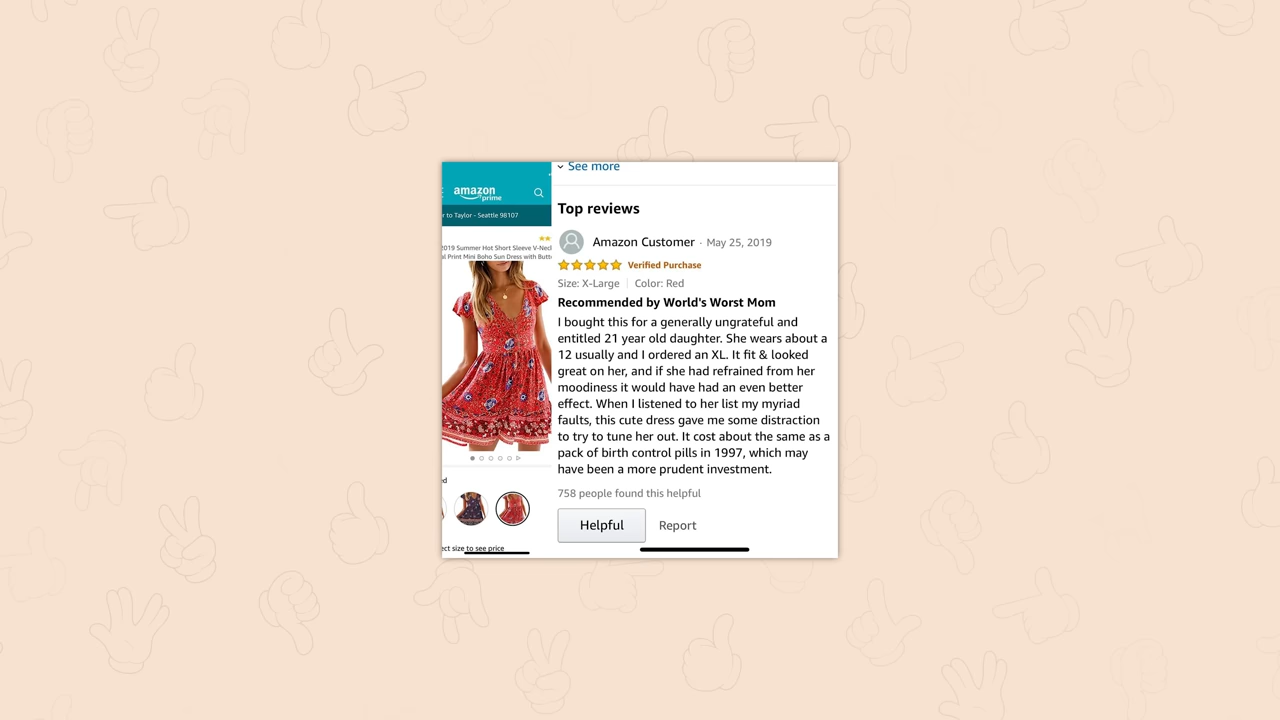 amazon
prime
r to Taylor - Seattle 98107
2019 Summer Hot Short Sleeve V-Neck
al Print Mini Boho Sun Dress with Butt
ed
ect size to see price
See more
Top reviews
Amazon Customer · May 25, 2019
Verified Purchase
Size: X-Large | Color: Red
Recommended by World's Worst Mom
I bought this for a generally ungrateful and
entitled 21 year old daughter. She wears about a
12 usually and I ordered an XL. It fit & looked
great on her, and if she had refrained from her
moodiness it would have had an even better
effect. When I listened to her list my myriad
faults, this cute dress gave me some distraction
to try to tune her out. It cost about the same as a
pack of birth control pills in 1997, which may
have been a more prudent investment.
758 people found this helpful
Helpful
Report